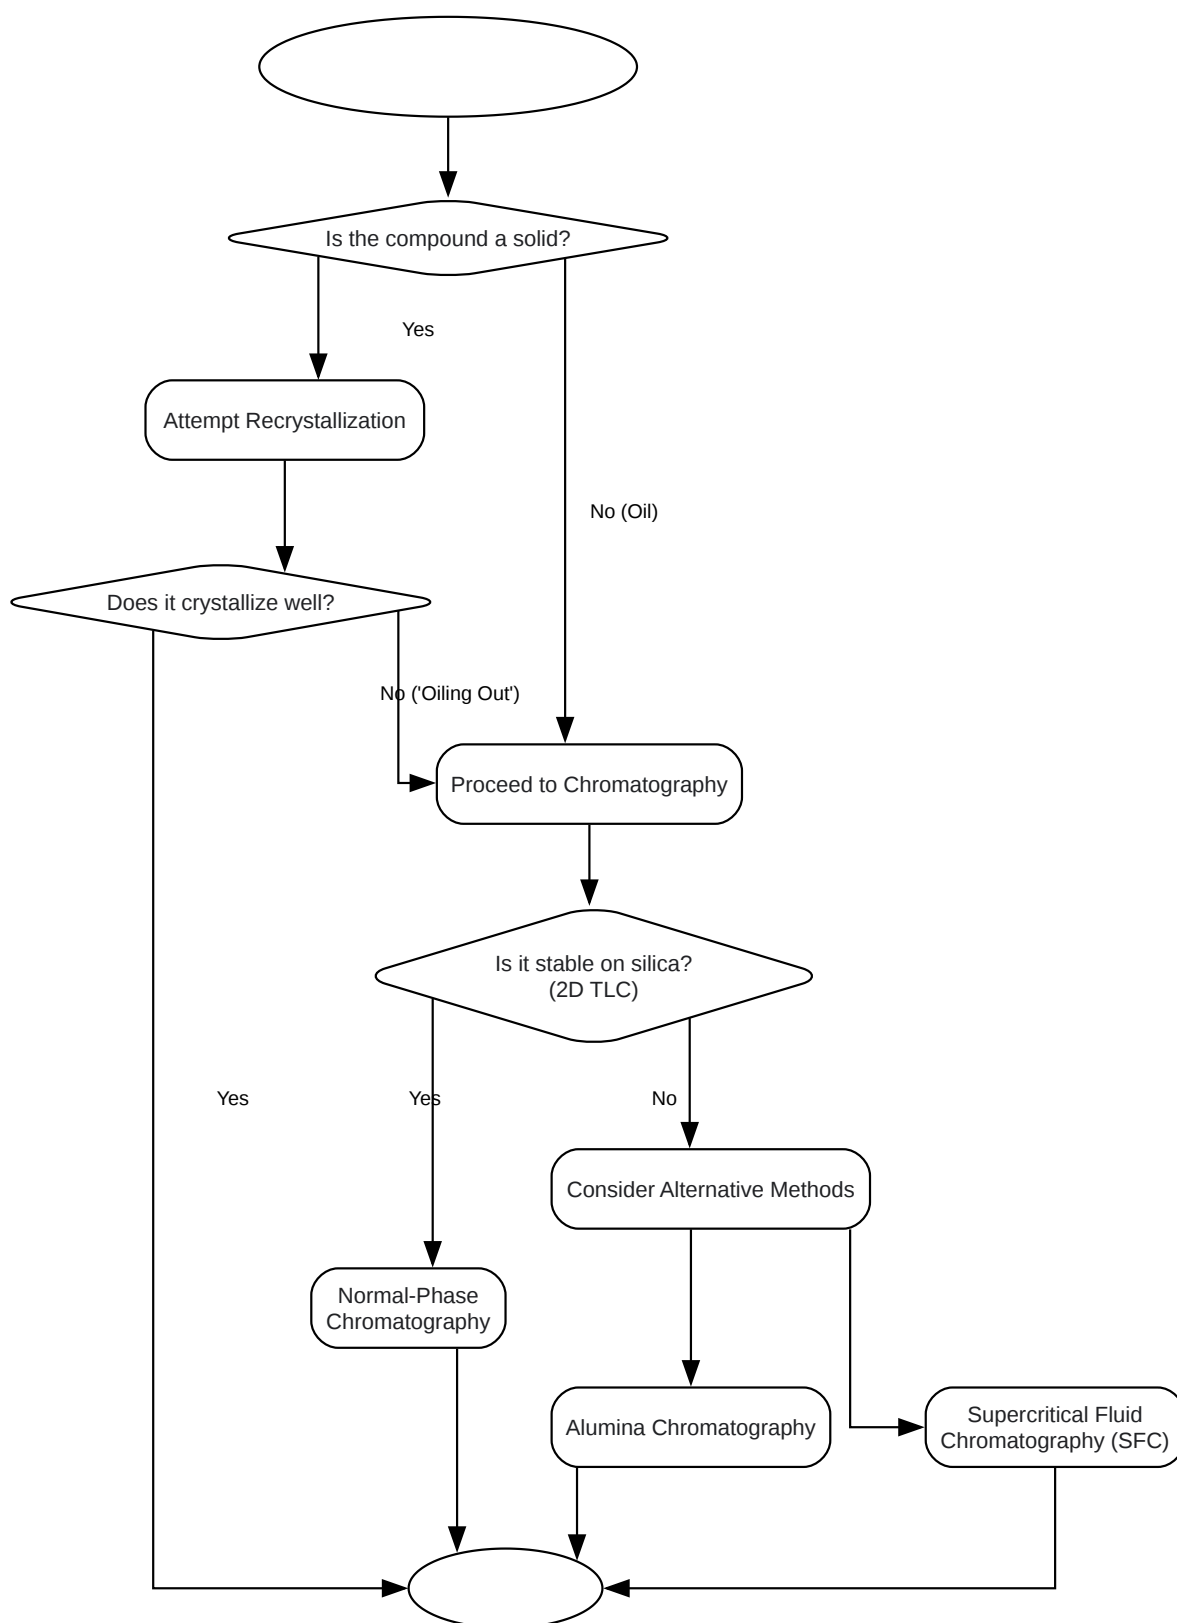 Is the compound a solid?
Yes
Attempt Recrystallization
No (Oil)
Does it crystallize well?
No ('Oiling Out')
Proceed to Chromatography
Is it stable on silica?
(2D TLC)
Yes
Yes
No
Consider Alternative Methods
Normal-Phase
Chromatography
Alumina Chromatography
Supercritical Fluid
Chromatography (SFC)